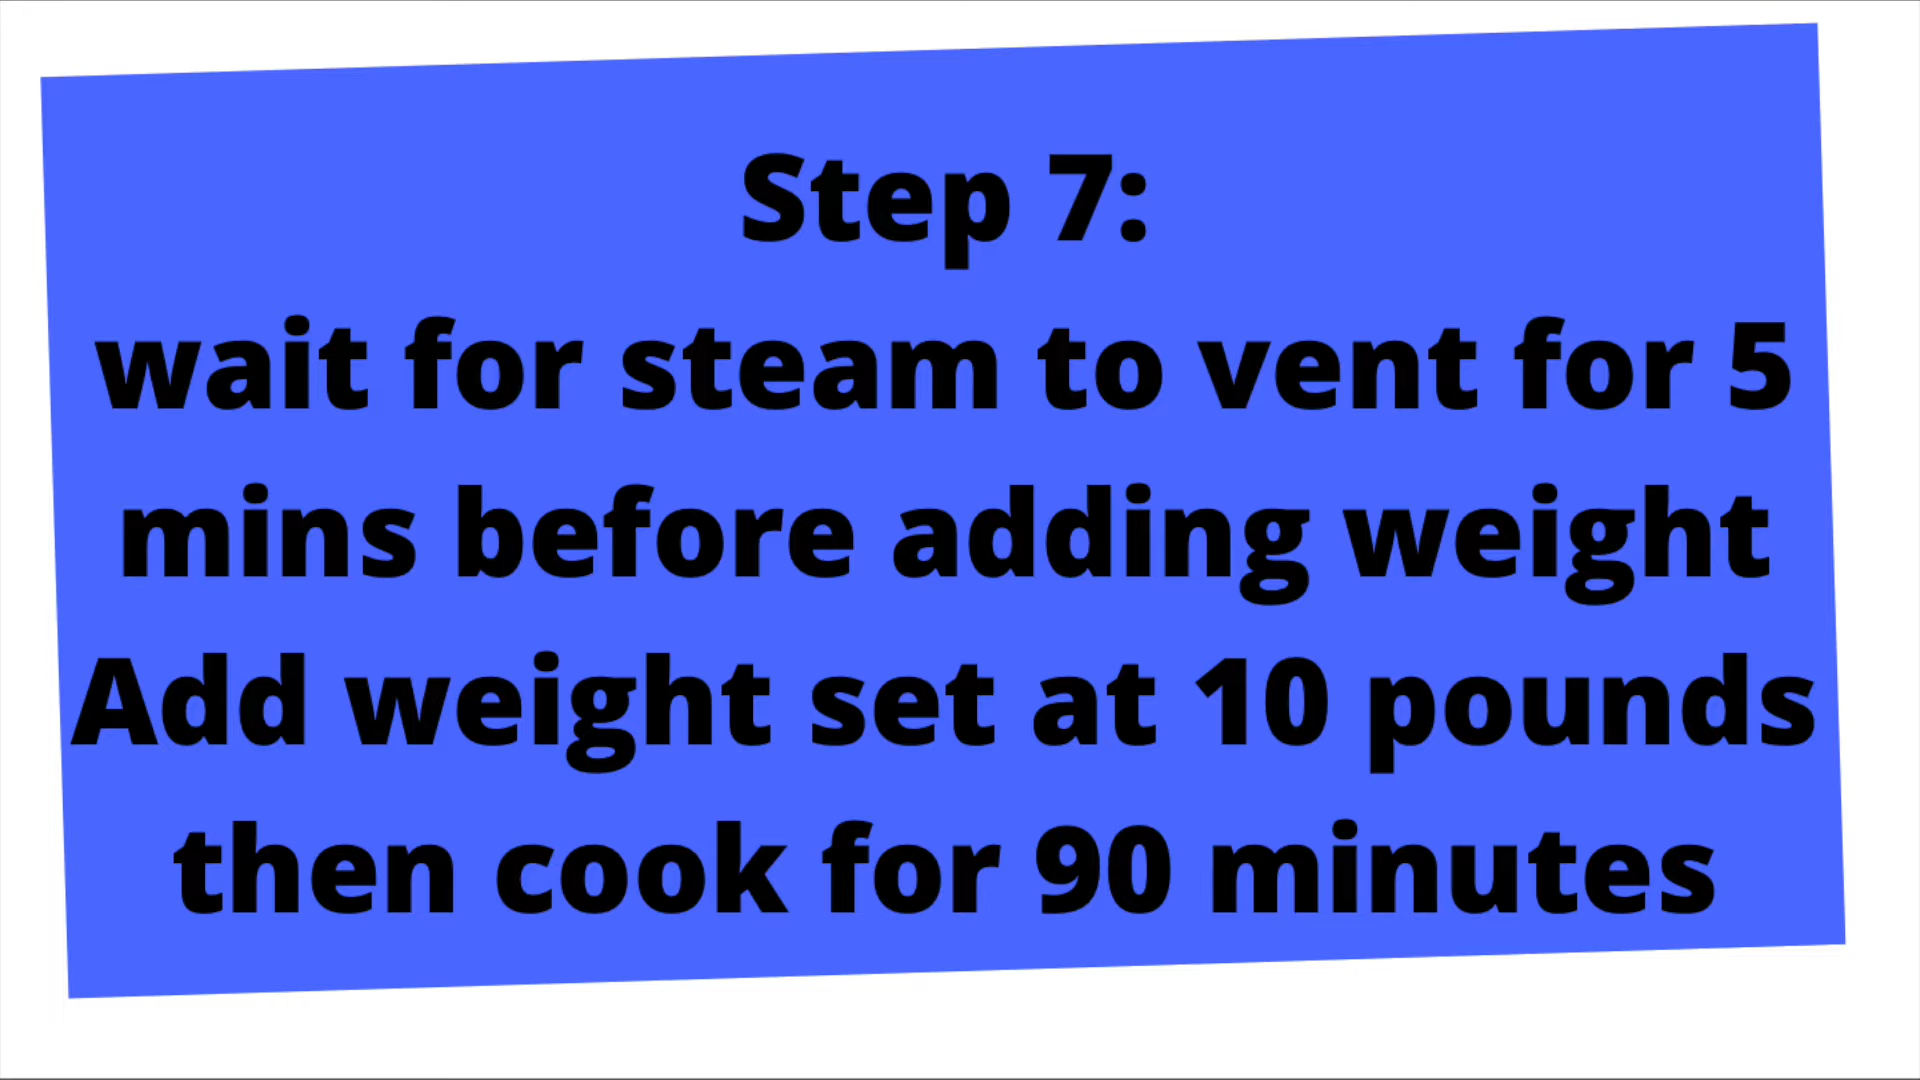 Step 7:
wait for steam to vent for 5
mins before adding weight
Add weight set at 10 pounds
then cook for 90 minutes